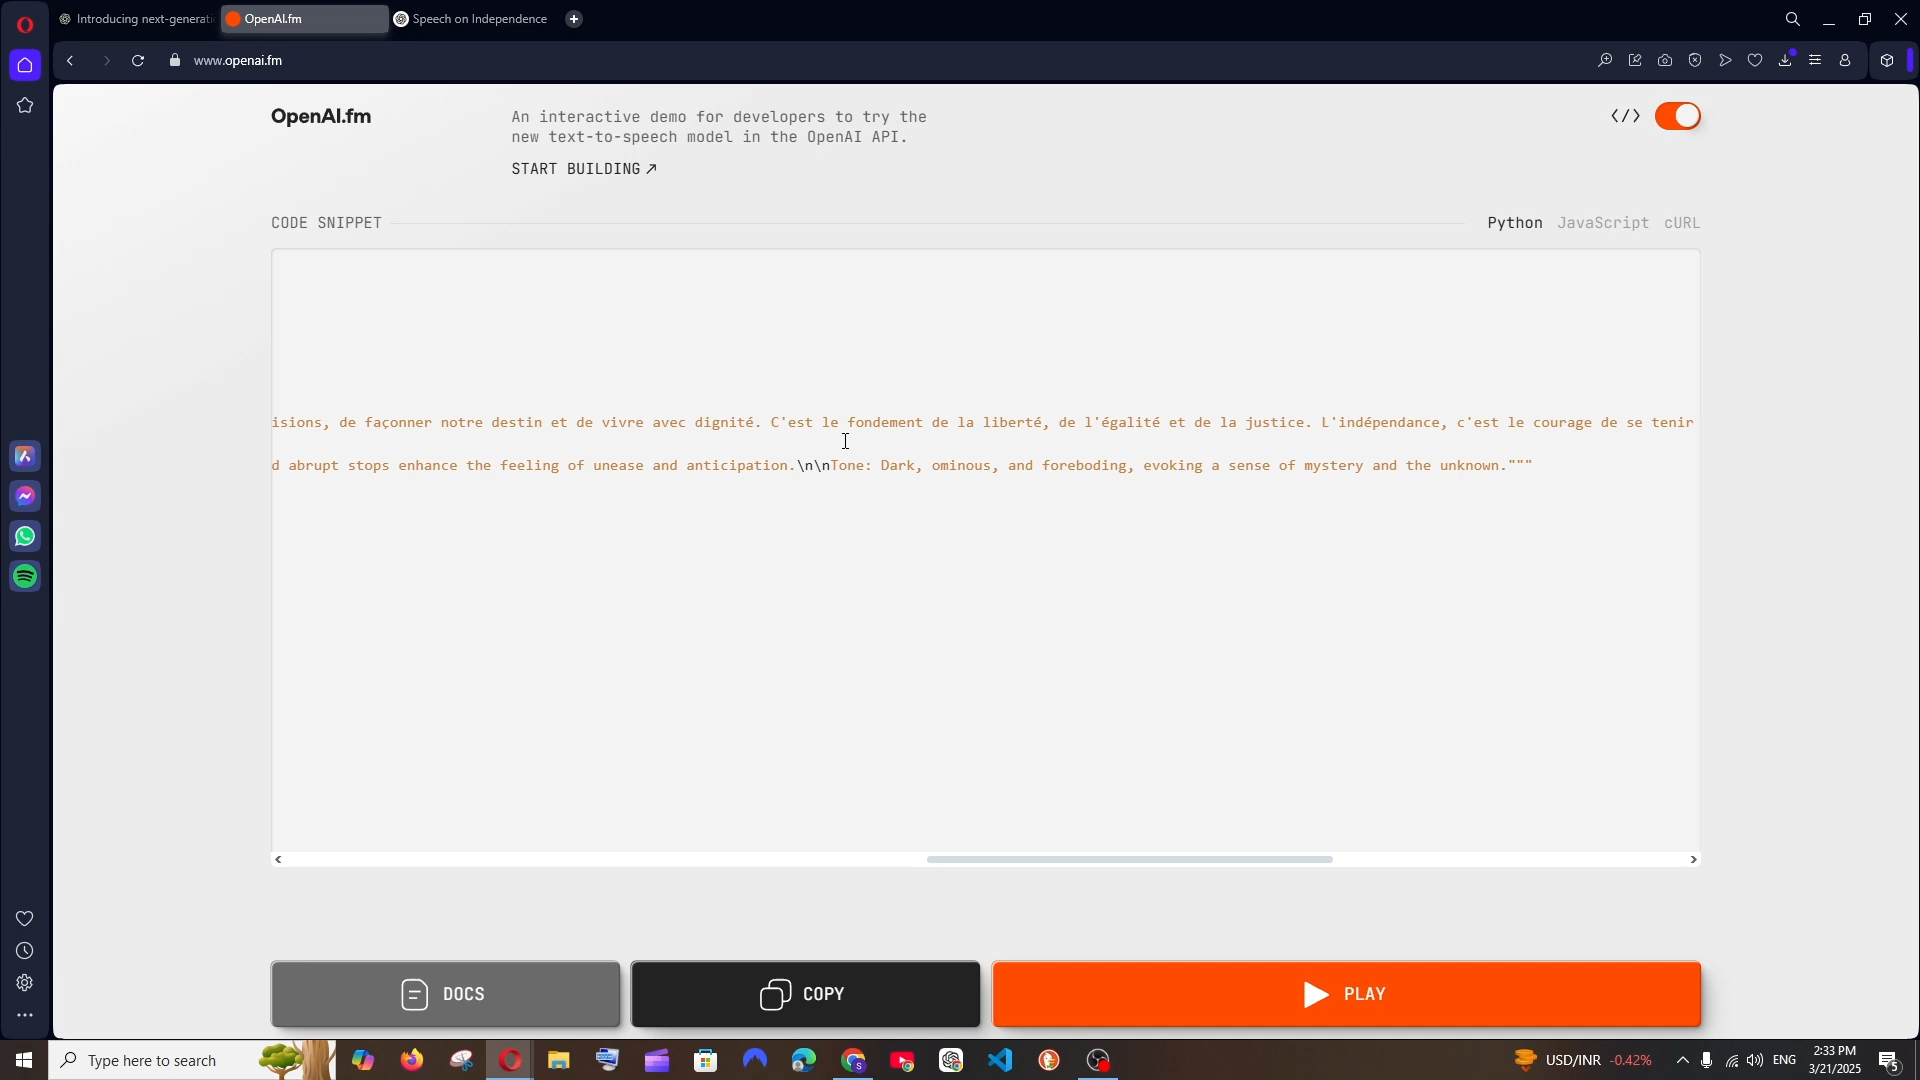 Introducing next-generati
OpenAI.fm
Speech on Independence
www.openai.fm
OpenAI.fm
An interactive demo for developers to try the
new text-to-speech model in the OpenAI API.
START BUILDING
</>
CODE SNIPPET
Python JavaScript cURL
isions, de façonner notre destin et de vivre avec dignité. C'est le fondement de la liberté, de l'égalité et de la justice. L'indépendance, c'est le courage de se tenir
d abrupt stops enhance the feeling of unease and anticipation.\n\nTone: Dark, ominous, and foreboding, evoking a sense of mystery and the unknown."""
DOCS
COPY
PLAY
Type here to search
USD/INR -0.42%
ENG
2:33 PM
3/21/2025
5